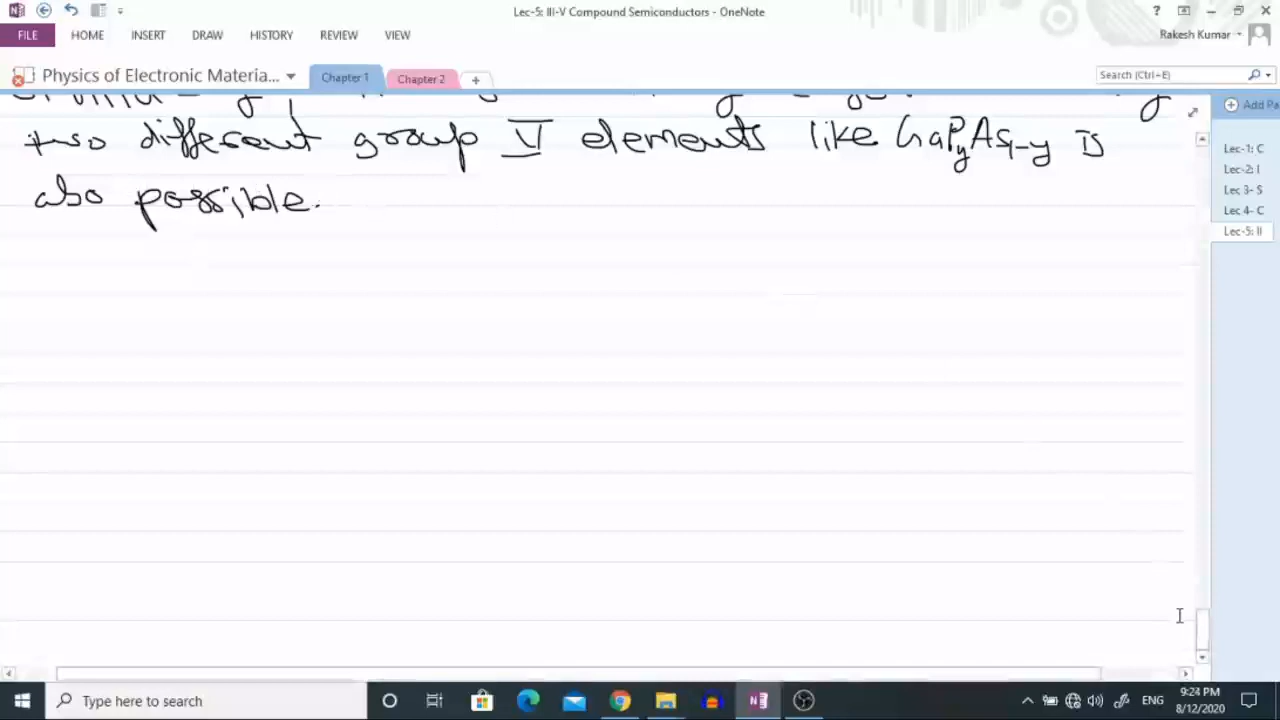 Lec-5: III-V Compound Semiconductors - OneNote
?
FILE HOME INSERT DRAW HISTORY REVIEW VIEW
Rakesh Kumar
Physics of Electronic Materia... Chapter 1 Chapter 2 +
Search (Ctrl+E)
Add Pa
Lec-1: C
Lec-2: I
Lec 3- S
Lec 4- C
Lec-5: II
two different group V elements like GaPyAs1-y is
also possible.
Type here to search
ENG
9:24 PM
8/12/2020